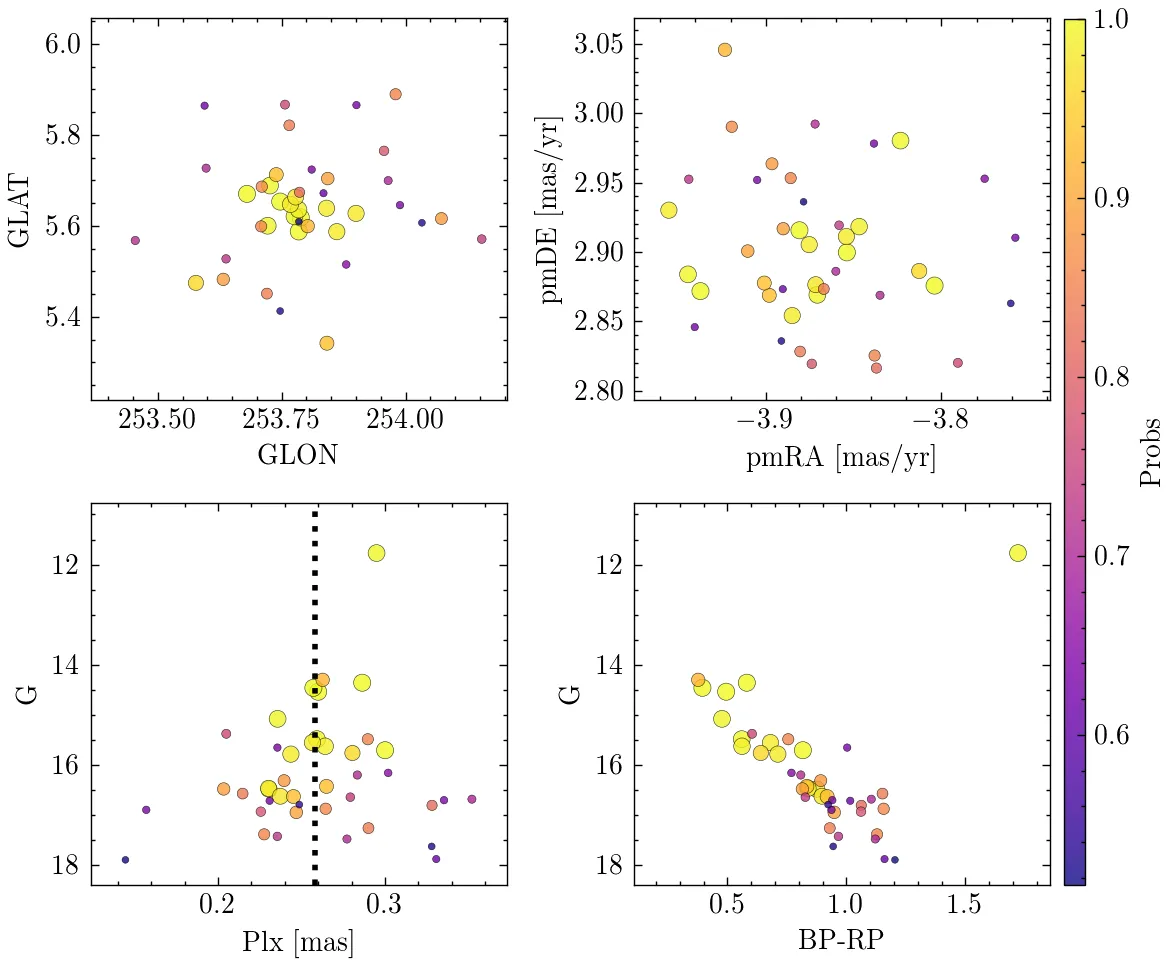 6.0
5.8
5.6
5.4
GLAT
253.50 253.75 254.00
GLON
3.05
3.00
2.95
2.90
2.85
2.80
pmDE [mas/yr]
−3.9 −3.8
pmRA [mas/yr]
12
14
16
18
G
0.2 0.3
Plx [mas]
12
14
16
18
G
0.5 1.0 1.5
BP-RP
1.0
0.9
0.8
0.7
0.6
Probs